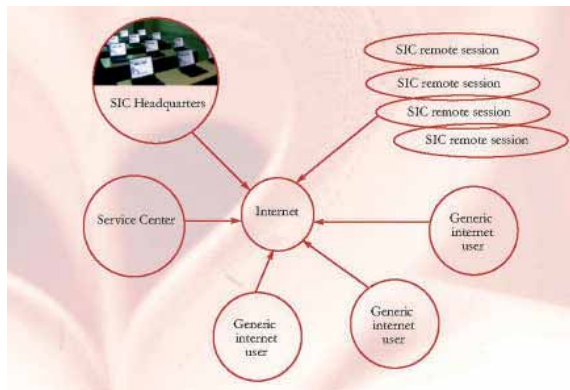 SIC Headquarters
SIC remote session
SIC remote session
SIC remote session
SIC remote session
Service Center
Internet
Generic
internet
user
Generic
internet
user
Generic
internet
user